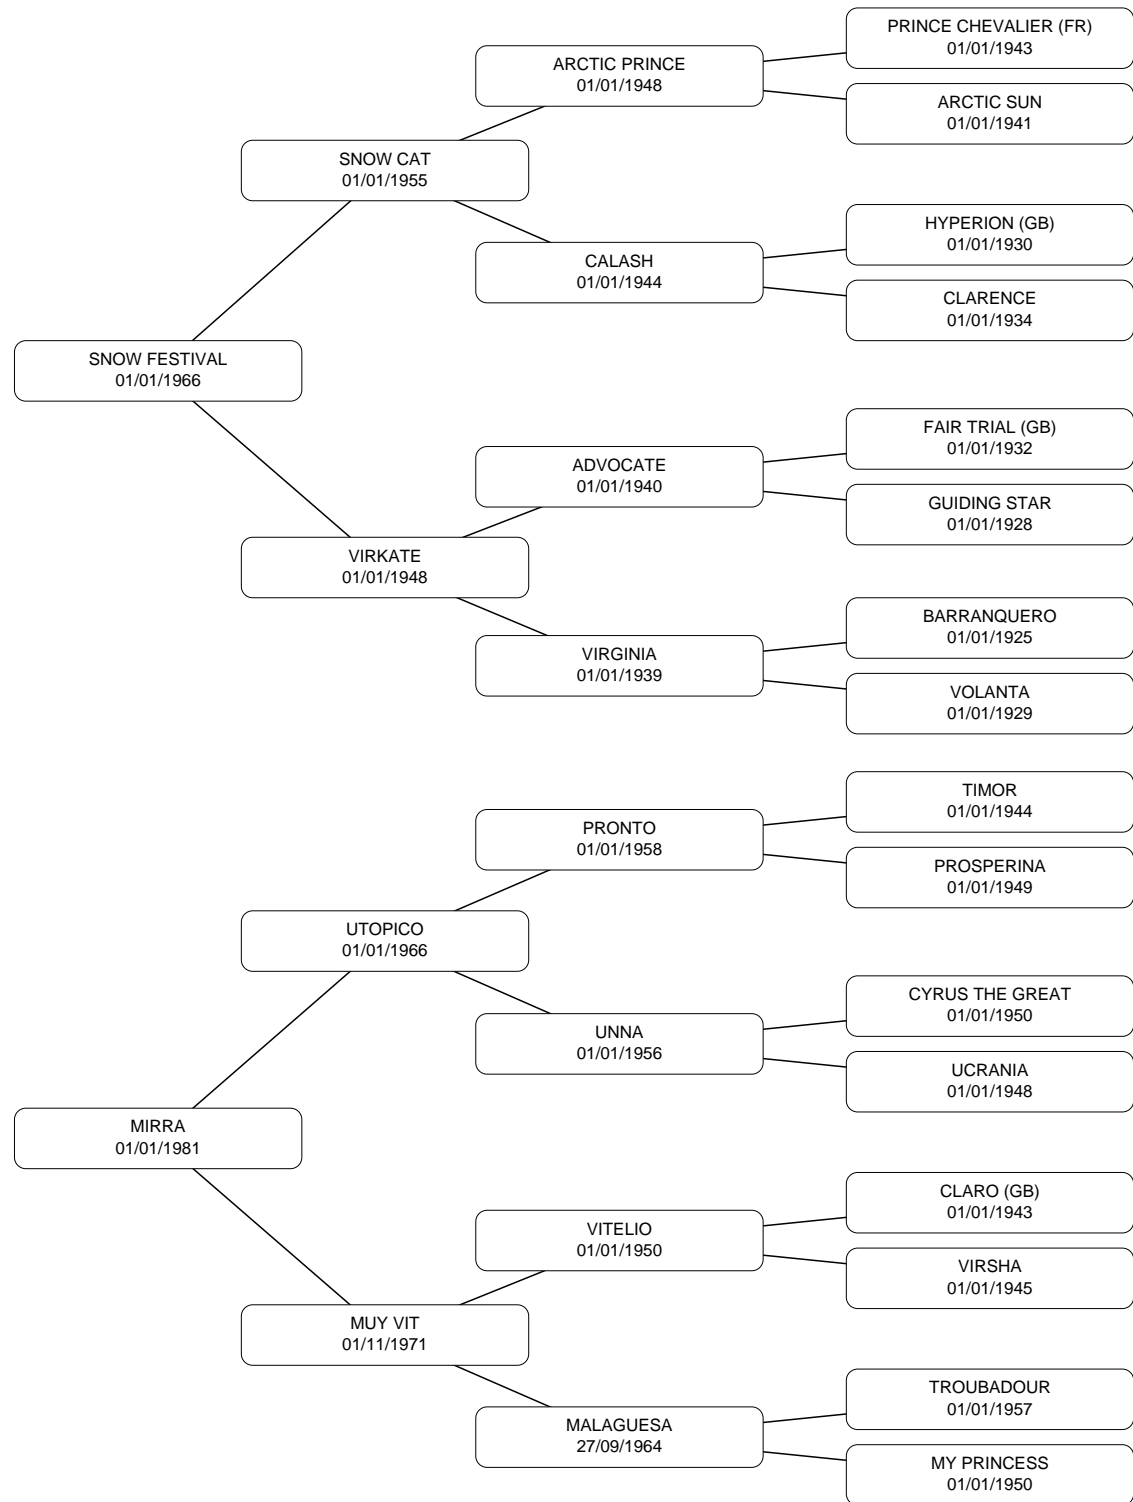 PRINCE CHEVALIER (FR)
01/01/1943
ARCTIC PRINCE
01/01/1948
ARCTIC SUN
01/01/1941
SNOW CAT
01/01/1955
HYPERION (GB)
01/01/1930
CALASH
01/01/1944
CLARENCE
01/01/1934
SNOW FESTIVAL
01/01/1966
FAIR TRIAL (GB)
01/01/1932
ADVOCATE
01/01/1940
GUIDING STAR
01/01/1928
VIRKATE
01/01/1948
BARRANQUERO
01/01/1925
VIRGINIA
01/01/1939
VOLANTA
01/01/1929
TIMOR
01/01/1944
PRONTO
01/01/1958
PROSPERINA
01/01/1949
UTOPICO
01/01/1966
CYRUS THE GREAT
01/01/1950
UNNA
01/01/1956
UCRANIA
01/01/1948
MIRRA
01/01/1981
CLARO (GB)
01/01/1943
VITELIO
01/01/1950
VIRSHA
01/01/1945
MUY VIT
01/11/1971
TROUBADOUR
01/01/1957
MALAGUESA
27/09/1964
MY PRINCESS
01/01/1950